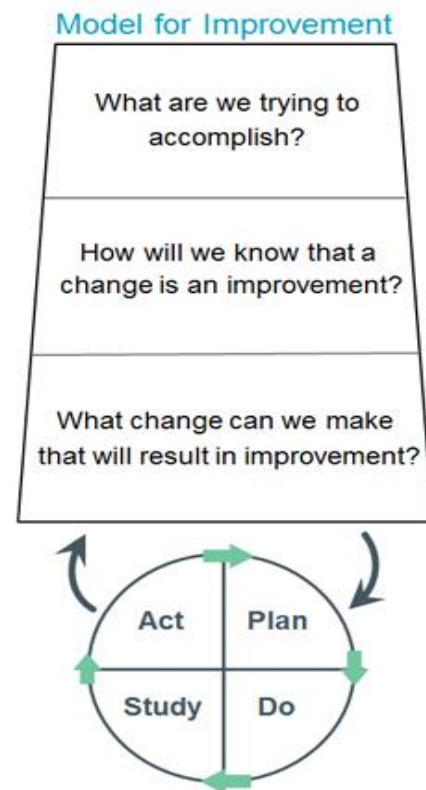 Model for Improvement
What are we trying to
accomplish?
How will we know that a
change is an improvement?
What change can we make
that will result in improvement?
Act
Plan
Study
Do